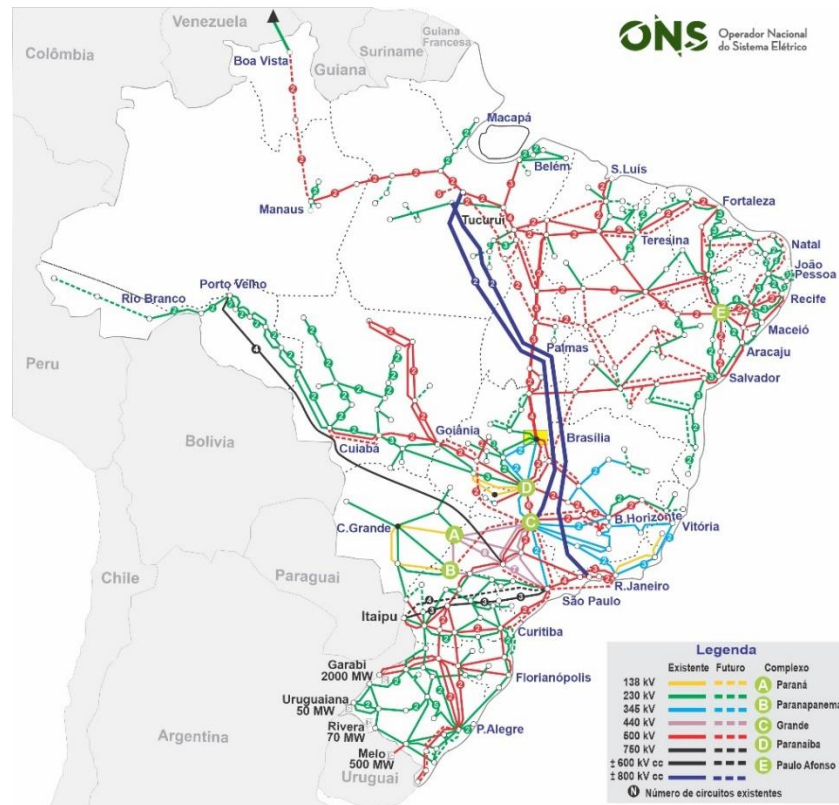 Venezuela
Colômbia
Guiana
Suriname
Guiana
Francesa
ONS
Operador Nacional
do Sistema Elétrico
Boa Vista
Macapá
Belém
S.Luís
Manaus
Tucuruí
Fortaleza
Teresina
Natal
João
Pessoa
Recife
Maceió
Aracaju
Salvador
E
Porto Velho
Rio Branco
Palmas
Peru
Bolívia
Cuiabá
Goiânia
Brasília
D
C
B.Horizonte
Vitória
C.Grande
A
B
Chile
Paraguai
R.Janeiro
São Paulo
Itaipu
Curitiba
Garabi
2000 MW
Florianópolis
Uruguaiana
50 MW
Rivera
70 MW
P.Alegre
Melo
500 MW
Argentina
Uruguai
Legenda
Existente Futuro Complexo
138 kV A Paraná
230 kV
345 kV B Paranapanema
440 kV C Grande
500 kV
750 kV D Paranaíba
± 600 kV cc
± 800 kV cc E Paulo Afonso
N Número de circuitos existentes